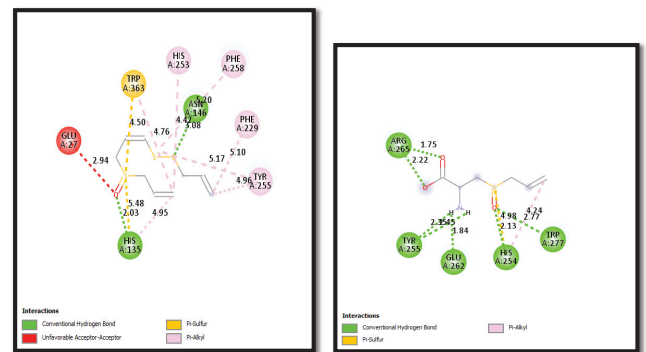 HIS
A:253
PHE
A:258
TRP
A:363
ASN
A:146
5.20
4.50
4.42
5.08
4.76
PHE
A:229
GLU
A:27
2.94
5.17
5.10
TYR
A:255
4.96
5.48
2.03
4.95
HIS
A:135
Interactions
Conventional Hydrogen Bond
Unfavorable Acceptor-Acceptor
Pi-Sulfur
Pi-Alkyl
ARG
A:265
1.75
2.22
4.24
4.98
2.77
2.13
1.84
TYR
A:255
GLU
A:262
HIS
A:254
TRP
A:277
H
H
Interactions
Conventional Hydrogen Bond
Pi-Sulfur
Pi-Alkyl